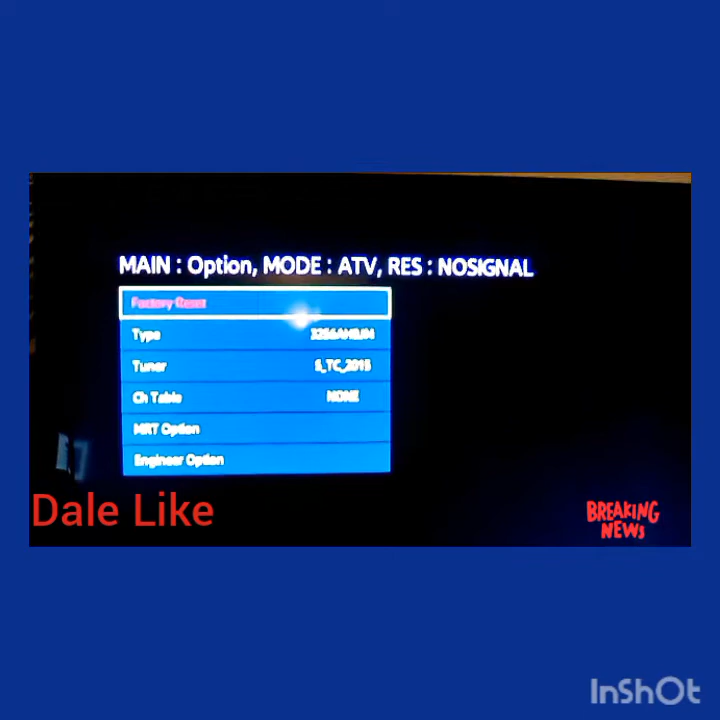 MAIN : Option, MODE : ATV, RES : NOSIGNAL
Factory Reset
Type
Tuner S_TC_2015
Ch Table NONE
MRT Option
Engineer Option
Dale Like
BREAKING
NEWS
InShOt